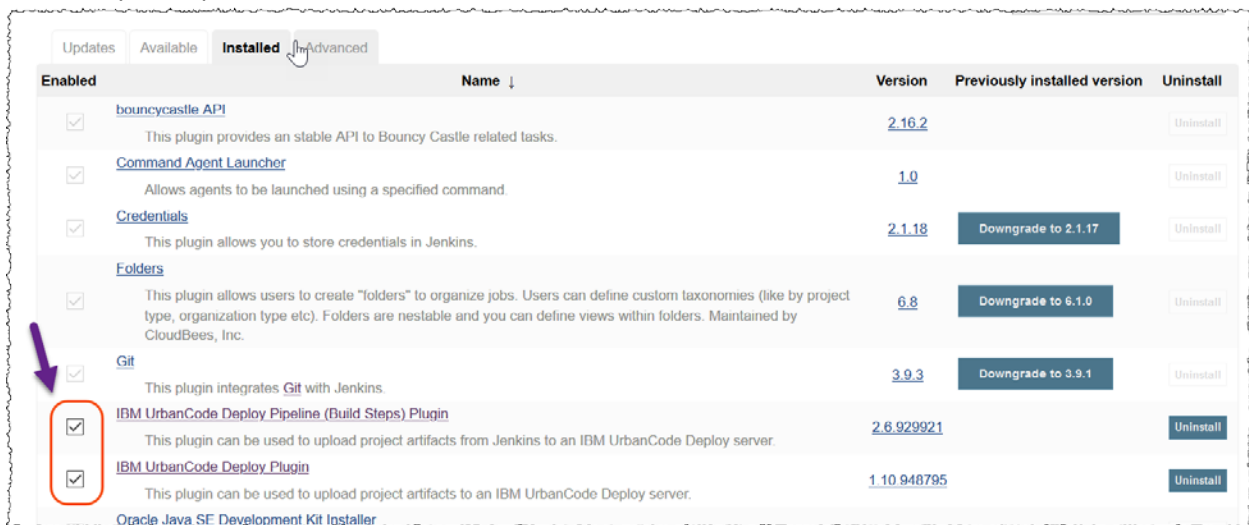 Updates Available Installed Advanced
Enabled Name ↓ Version Previously installed version Uninstall
bouncycastle API
This plugin provides an stable API to Bouncy Castle related tasks.
2.16.2 Uninstall
Command Agent Launcher
Allows agents to be launched using a specified command.
1.0 Uninstall
Credentials
This plugin allows you to store credentials in Jenkins.
2.1.18 Downgrade to 2.1.17 Uninstall
Folders
This plugin allows users to create "folders" to organize jobs. Users can define custom taxonomies (like by project
type, organization type etc). Folders are nestable and you can define views within folders. Maintained by
CloudBees, Inc.
6.8 Downgrade to 6.1.0 Uninstall
Git
This plugin integrates Git with Jenkins.
3.9.3 Downgrade to 3.9.1 Uninstall
IBM UrbanCode Deploy Pipeline (Build Steps) Plugin
This plugin can be used to upload project artifacts from Jenkins to an IBM UrbanCode Deploy server.
2.6.929921 Uninstall
IBM UrbanCode Deploy Plugin
This plugin can be used to upload project artifacts to an IBM UrbanCode Deploy server.
1.10.948795 Uninstall
Oracle Java SE Development Kit Installer